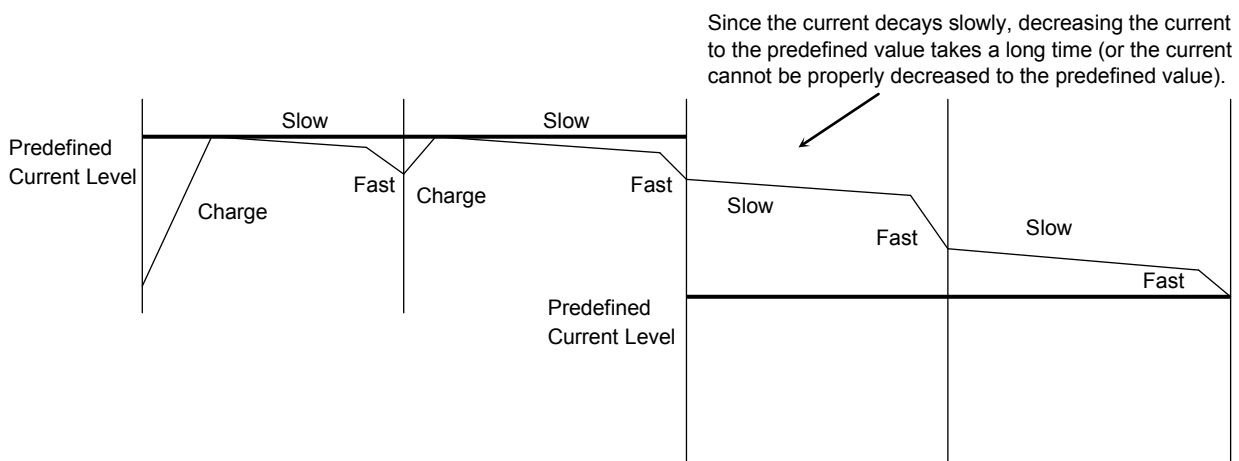 Since the current decays slowly, decreasing the current
to the predefined value takes a long time (or the current
cannot be properly decreased to the predefined value).
Slow
Slow
Predefined
Current Level
Fast
Charge
Fast
Charge
Slow
Fast
Slow
Fast
Predefined
Current Level